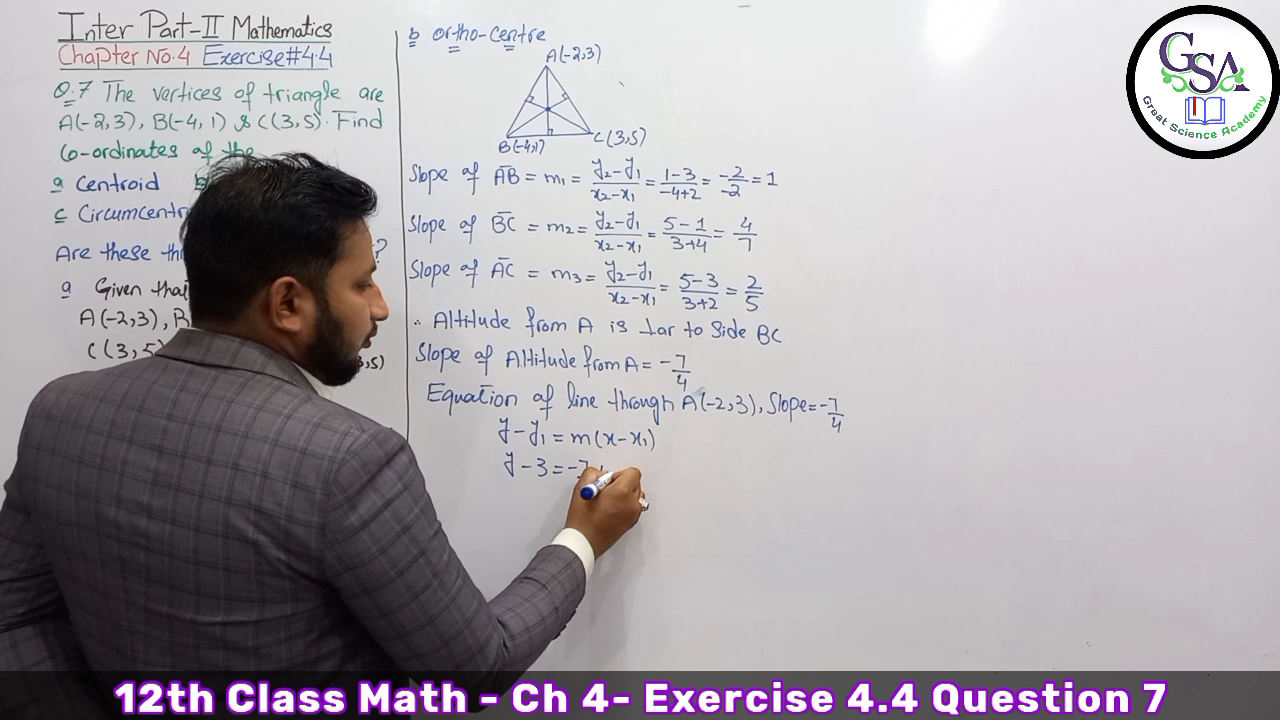 Inter Part-II Mathematics
Chapter No.4 Exercise#4.4
Q.7 The vertices of triangle are
A(-2,3), B(-4,1) & C(3,5). Find
Co-ordinates of the
a Centroid b
c Circumcentr
Are these th ?
a Given that
A(-2,3), B
C(3,5) 3,5)
b ortho-centre
A(-2,3)
B(-4,1) C(3,5)
Slope of AB̅ = m₁ = y₂-y₁/x₂-x₁ = 1-3/-4+2 = -2/-2 = 1
Slope of BC̅ = m₂ = y₂-y₁/x₂-x₁ = 5-1/3+4 = 4/7
Slope of AC̅ = m₃ = y₂-y₁/x₂-x₁ = 5-3/3+2 = 2/5
∴ Altitude from A is ⊥ar to Side BC
Slope of Altitude from A = -7/4
Equation of line through A(-2,3), Slope = -7/4
y-y₁ = m(x-x₁)
y-3 = -7
GSA
Great Science Academy
12th Class Math - Ch 4- Exercise 4.4 Question 7